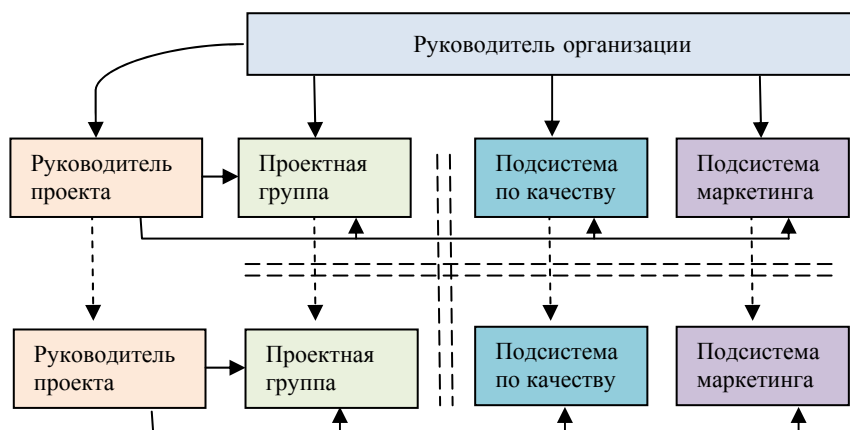 Руководитель организации
Руководитель
проекта
Проектная
группа
Подсистема
по качеству
Подсистема
маркетинга
Руководитель
проекта
Проектная
группа
Подсистема
по качеству
Подсистема
маркетинга